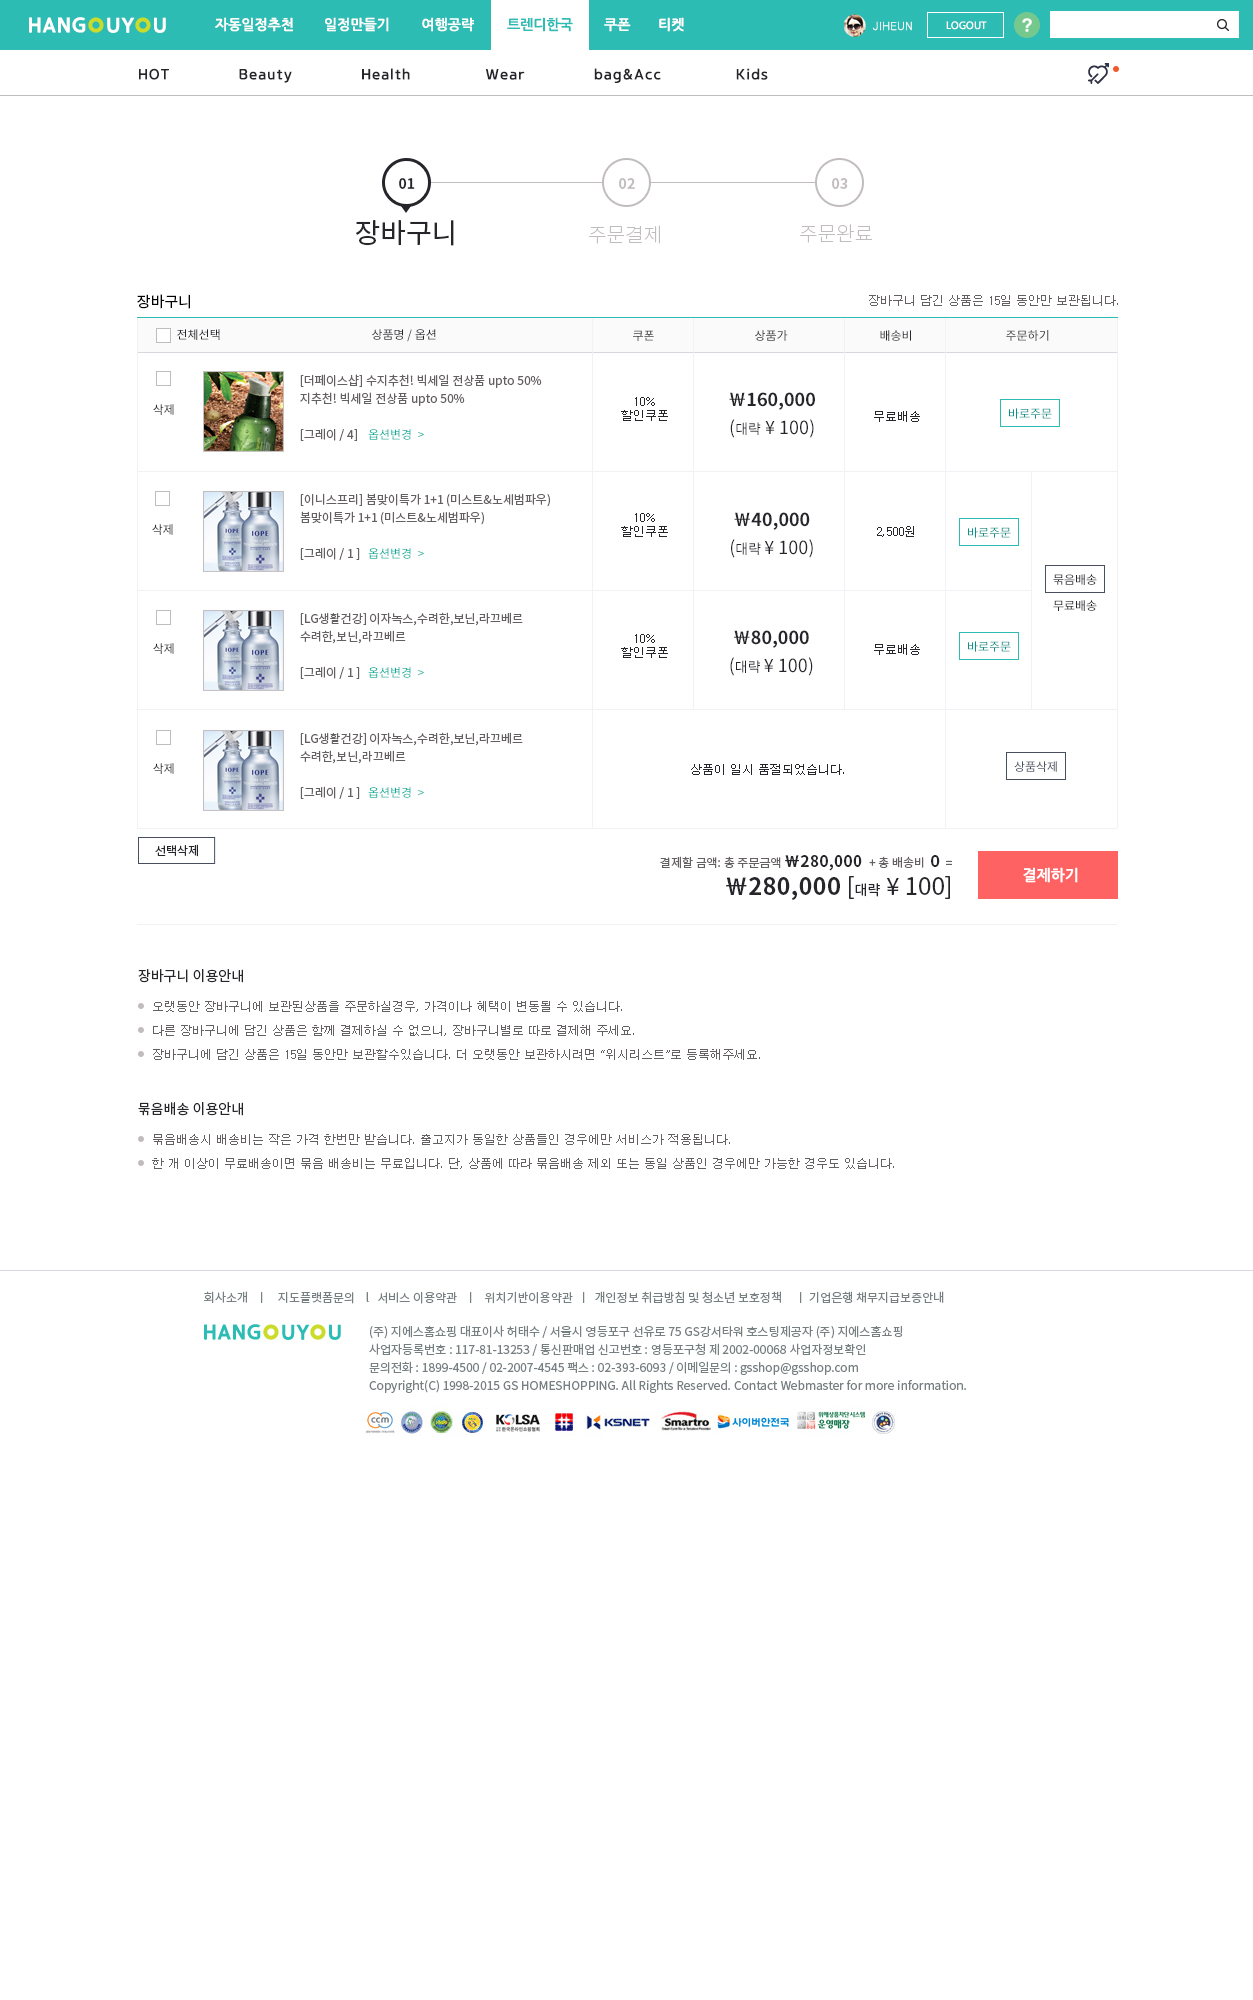 HANGOUYOU 자동일정추천 일정만들기 여행공략 트렌디한국 쿠폰 티켓 JIHEUN LOGOUT ?
HOT Beauty Health Wear bag&Acc Kids
01 02 03
장바구니 주문결제 주문완료
장바구니 장바구니 담긴 상품은 15일 동안만 보관됩니다.
전체선택 상품명 / 옵션 쿠폰 상품가 배송비 주문하기
[더페이스샵] 수지추천! 빅세일 전상품 upto 50%
지추천! 빅세일 전상품 upto 50%
삭제
[그레이 / 4] 옵션변경 >
10%
할인쿠폰
₩160,000
(대략 ¥ 100)
무료배송
바로주문
[이니스프리] 봄맞이특가 1+1 (미스트&노세범파우)
봄맞이특가 1+1 (미스트&노세범파우)
삭제
IOPE IOPE
[그레이 / 1 ] 옵션변경 >
10%
할인쿠폰
₩40,000
(대략 ¥ 100)
2,500원
바로주문
묶음배송
무료배송
[LG생활건강] 이자녹스,수려한,보닌,라끄베르
수려한,보닌,라끄베르
삭제
IOPE IOPE
[그레이 / 1 ] 옵션변경 >
10%
할인쿠폰
₩80,000
(대략 ¥ 100)
무료배송
바로주문
[LG생활건강] 이자녹스,수려한,보닌,라끄베르
수려한,보닌,라끄베르
삭제
IOPE IOPE
[그레이 / 1 ] 옵션변경 >
상품이 일시 품절되었습니다.
상품삭제
선택삭제
결제할 금액: 총 주문금액 ₩280,000 + 총 배송비 0 =
₩280,000 [대략 ¥ 100]
결제하기
장바구니 이용안내
오랫동안 장바구니에 보관된상품을 주문하실경우, 가격이나 혜택이 변동될 수 있습니다.
다른 장바구니에 담긴 상품은 함께 결제하실 수 없으니, 장바구니별로 따로 결제해 주세요.
장바구니에 담긴 상품은 15일 동안만 보관할수있습니다. 더 오랫동안 보관하시려면 “위시리스트”로 등록해주세요.
묶음배송 이용안내
묶음배송시 배송비는 작은 가격 한번만 받습니다. 출고지가 동일한 상품들인 경우에만 서비스가 적용됩니다.
한 개 이상이 무료배송이면 묶음 배송비는 무료입니다. 단, 상품에 따라 묶음배송 제외 또는 동일 상품인 경우에만 가능한 경우도 있습니다.
회사소개 | 지도플랫폼문의 l 서비스 이용약관 | 위치기반이용약관 | 개인정보 취급방침 및 청소년 보호정책 | 기업은행 채무지급보증안내
HANGOUYOU
(주) 지에스홈쇼핑 대표이사 허태수 / 서울시 영등포구 선유로 75 GS강서타워 호스팅제공자 (주) 지에스홈쇼핑
사업자등록번호 : 117-81-13253 / 통신판매업 신고번호 : 영등포구청 제 2002-00068 사업자정보확인
문의전화 : 1899-4500 / 02-2007-4545 팩스 : 02-393-6093 / 이메일문의 : gsshop@gsshop.com
Copyright(C) 1998-2015 GS HOMESHOPPING. All Rights Reserved. Contact Webmaster for more information.
ccm KOLSA 한국온라인쇼핑협회 KSNET Smartro 사이버안전국 위해상품차단시스템 운영매장